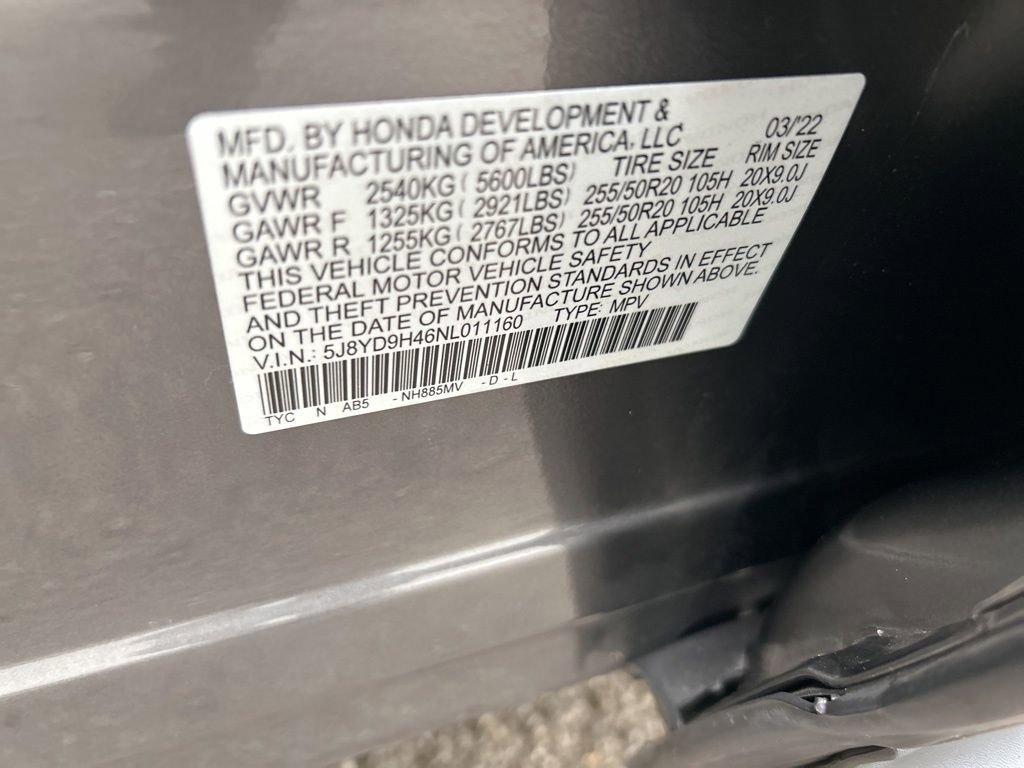 MFD. BY HONDA DEVELOPMENT &
MANUFACTURING OF AMERICA, LLC 03/'22
GVWR 2540KG ( 5600LBS) TIRE SIZE RIM SIZE
GAWR F 1325KG ( 2921LBS) 255/50R20 105H 20X9.0J
GAWR R 1255KG ( 2767LBS) 255/50R20 105H 20X9.0J
THIS VEHICLE CONFORMS TO ALL APPLICABLE
FEDERAL MOTOR VEHICLE SAFETY
AND THEFT PREVENTION STANDARDS IN EFFECT
ON THE DATE OF MANUFACTURE SHOWN ABOVE.
V.I.N.: 5J8YD9H46NL011160 TYPE: MPV
TYC N AB5 - NH885MV - D - L